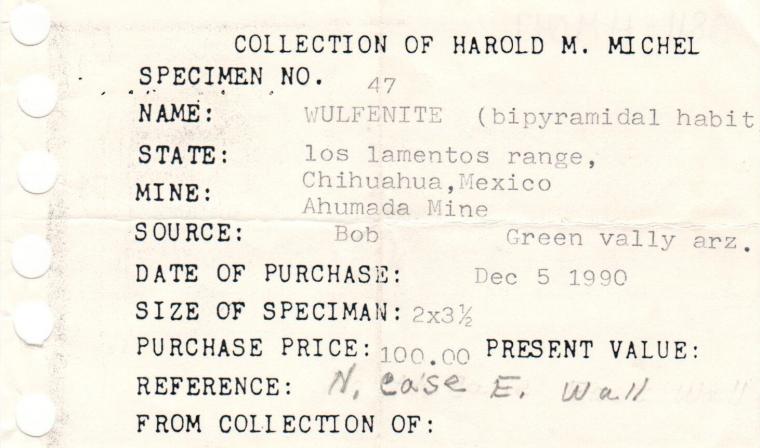 COLLECTION OF HAROLD M. MICHEL
SPECIMEN NO. 47
NAME: WULFENITE (bipyramidal habit
STATE: los lamentos range,
Chihuahua,Mexico
MINE: Ahumada Mine
SOURCE: Bob Green vally arz.
DATE OF PURCHASE: Dec 5 1990
SIZE OF SPECIMAN: 2x3½
PURCHASE PRICE: 100.00 PRESENT VALUE:
REFERENCE: N. case E. Wall
FROM COLLECTION OF: